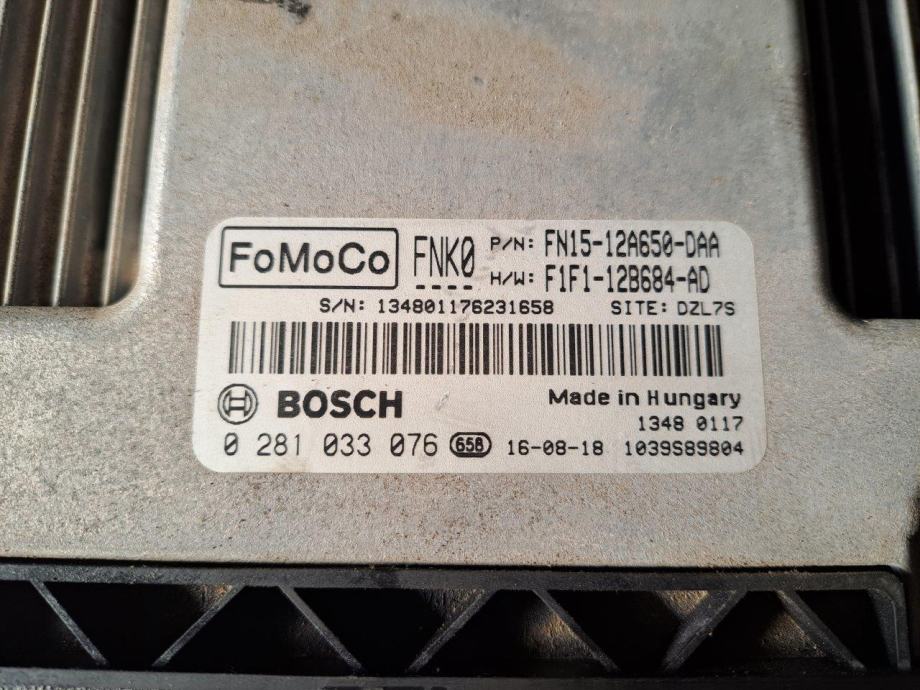 FoMoCo FNK0 P/N: FN15-12A650-DAA
H/W: F1F1-12B684-AD
S/N: 134801176231658 SITE: DZL7S
BOSCH Made in Hungary
1348 0117
0 281 033 076 658 16-08-18 1039S89804